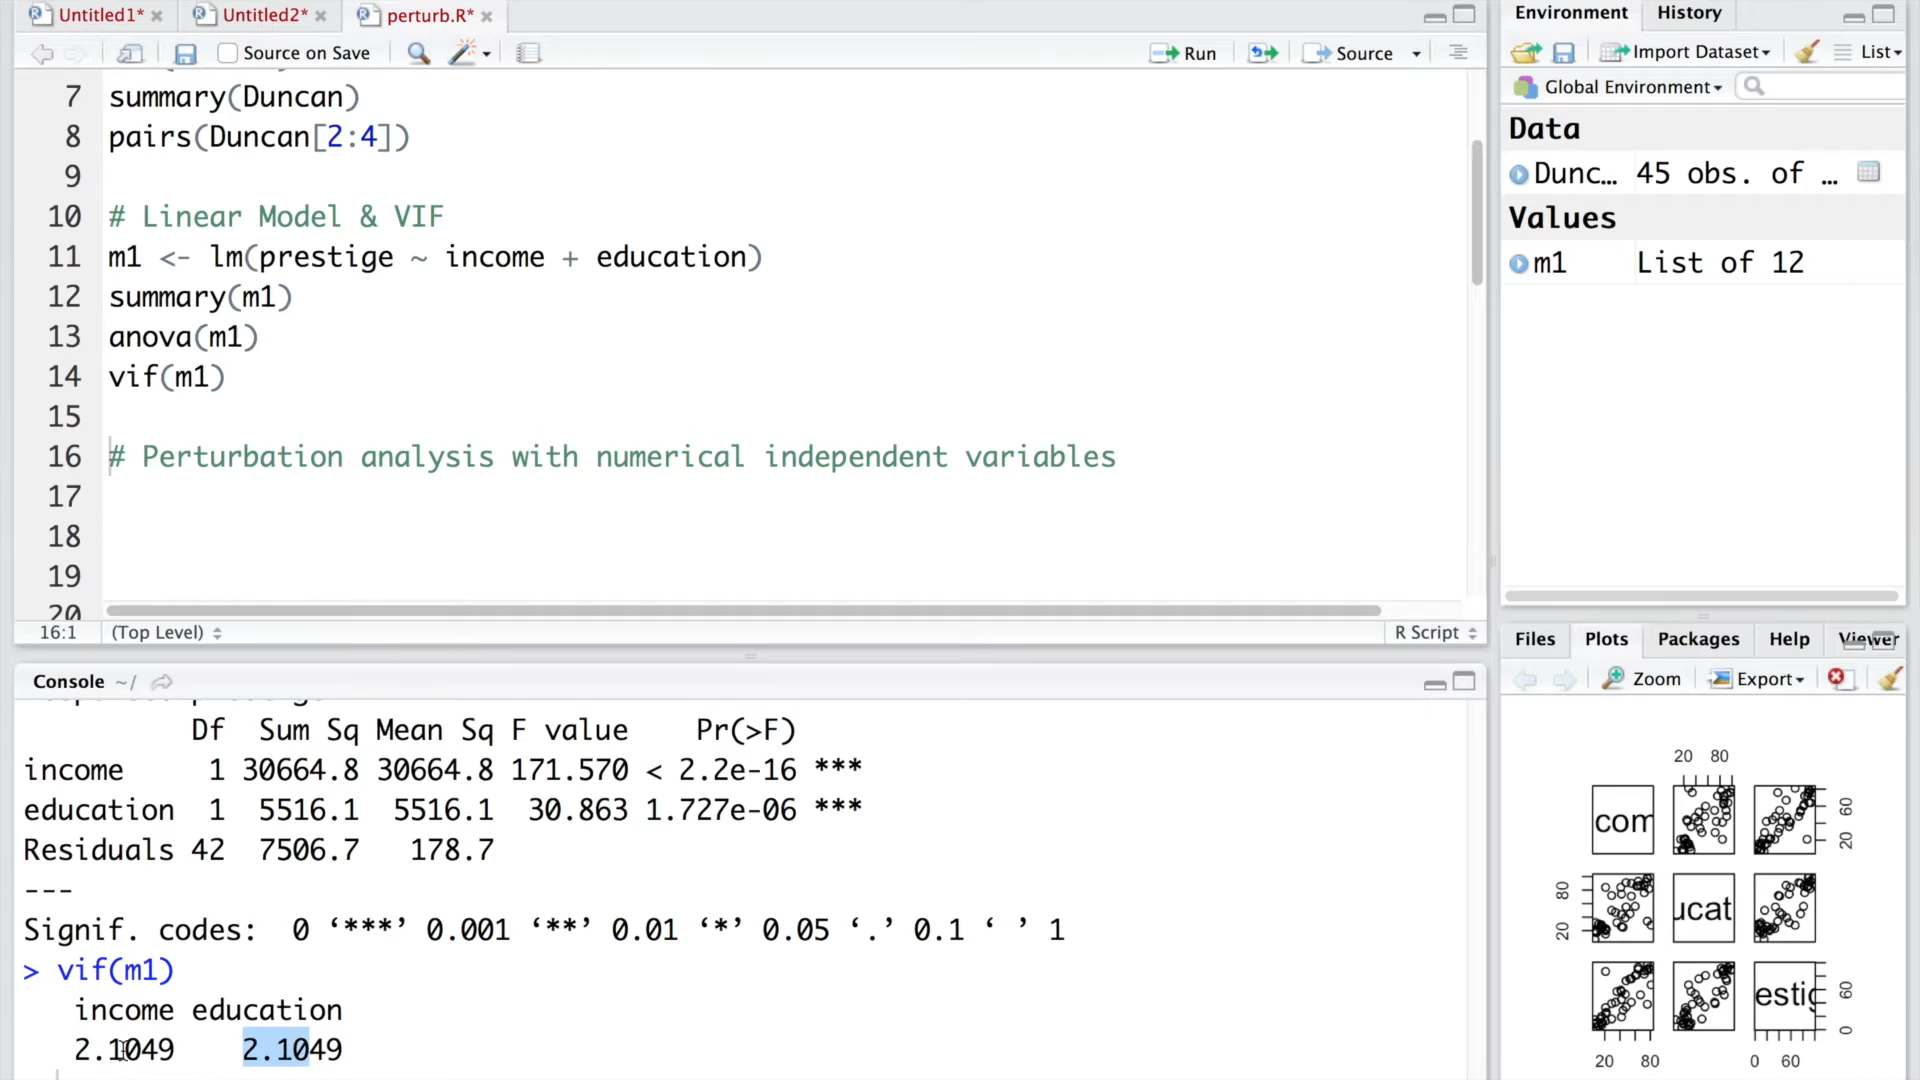 Untitled1* Untitled2* perturb.R*
Source on Save Run Source
7 summary(Duncan)
8 pairs(Duncan[2:4])
9
10 # Linear Model & VIF
11 m1 <- lm(prestige ~ income + education)
12 summary(m1)
13 anova(m1)
14 vif(m1)
15
16 # Perturbation analysis with numerical independent variables
17
18
19
20
16:1 (Top Level) R Script
Console ~/
Df Sum Sq Mean Sq F value Pr(>F)
income 1 30664.8 30664.8 171.570 < 2.2e-16 ***
education 1 5516.1 5516.1 30.863 1.727e-06 ***
Residuals 42 7506.7 178.7
---
Signif. codes: 0 ‘***’ 0.001 ‘**’ 0.01 ‘*’ 0.05 ‘.’ 0.1 ‘ ’ 1
> vif(m1)
income education
2.1049 2.1049
Environment History
Import Dataset List
Global Environment
Data
Dunc… 45 obs. of …
Values
m1 List of 12
Files Plots Packages Help Viewer
Zoom Export
20 80
com
20 60
20 80
ucat
estig
0 60
20 80 0 60